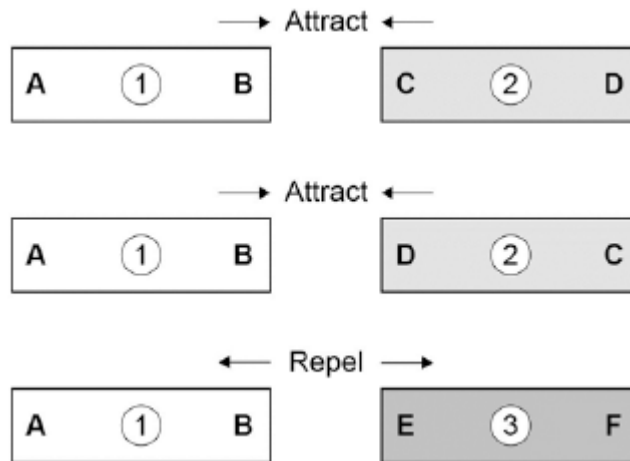 Attract
A 1 B C 2 D
Attract
A 1 B D 2 C
Repel
A 1 B E 3 F